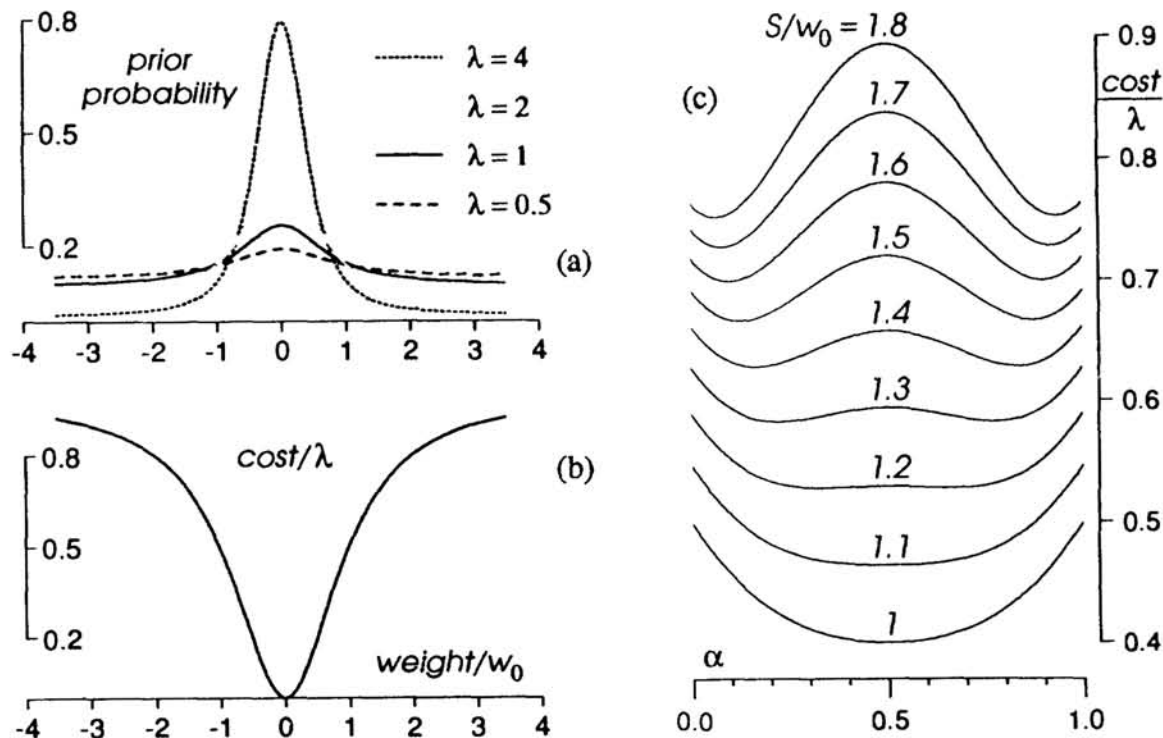 0.8
prior
probability
0.5
0.2
λ = 4
λ = 2
λ = 1
λ = 0.5
(a)
-4 -3 -2 -1 0 1 2 3 4
cost/λ
0.8
(b)
0.5
0.2
weight/w₀
-4 -3 -2 -1 0 1 2 3 4
S/w₀ = 1.8
(c)
1.7
1.6
1.5
1.4
1.3
1.2
1.1
1
0.9
cost
λ
0.8
0.7
0.6
0.5
0.4
α
0.0 0.5 1.0